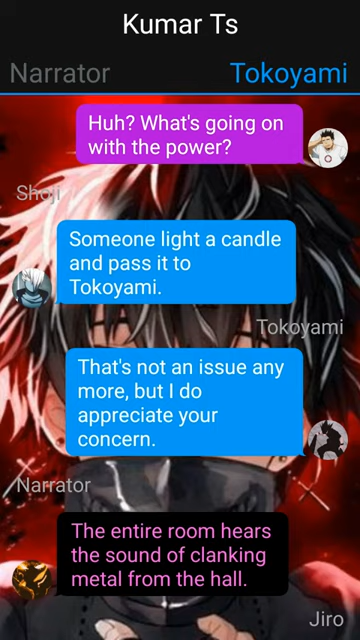 Kumar Ts
Narrator
Tokoyami
Huh? What's going on
with the power?
Shoji
Someone light a candle
and pass it to
Tokoyami.
Tokoyami
That's not an issue any
more, but I do
appreciate your
concern.
Narrator
The entire room hears
the sound of clanking
metal from the hall.
Jiro